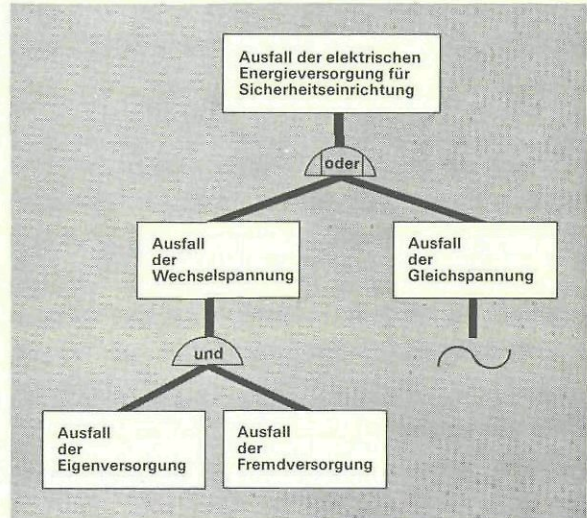 Ausfall der elektrischen
Energieversorgung für
Sicherheitseinrichtung
oder
Ausfall
der
Wechselspannung
Ausfall
der
Gleichspannung
und
Ausfall
der
Eigenversorgung
Ausfall
der
Fremdversorgung